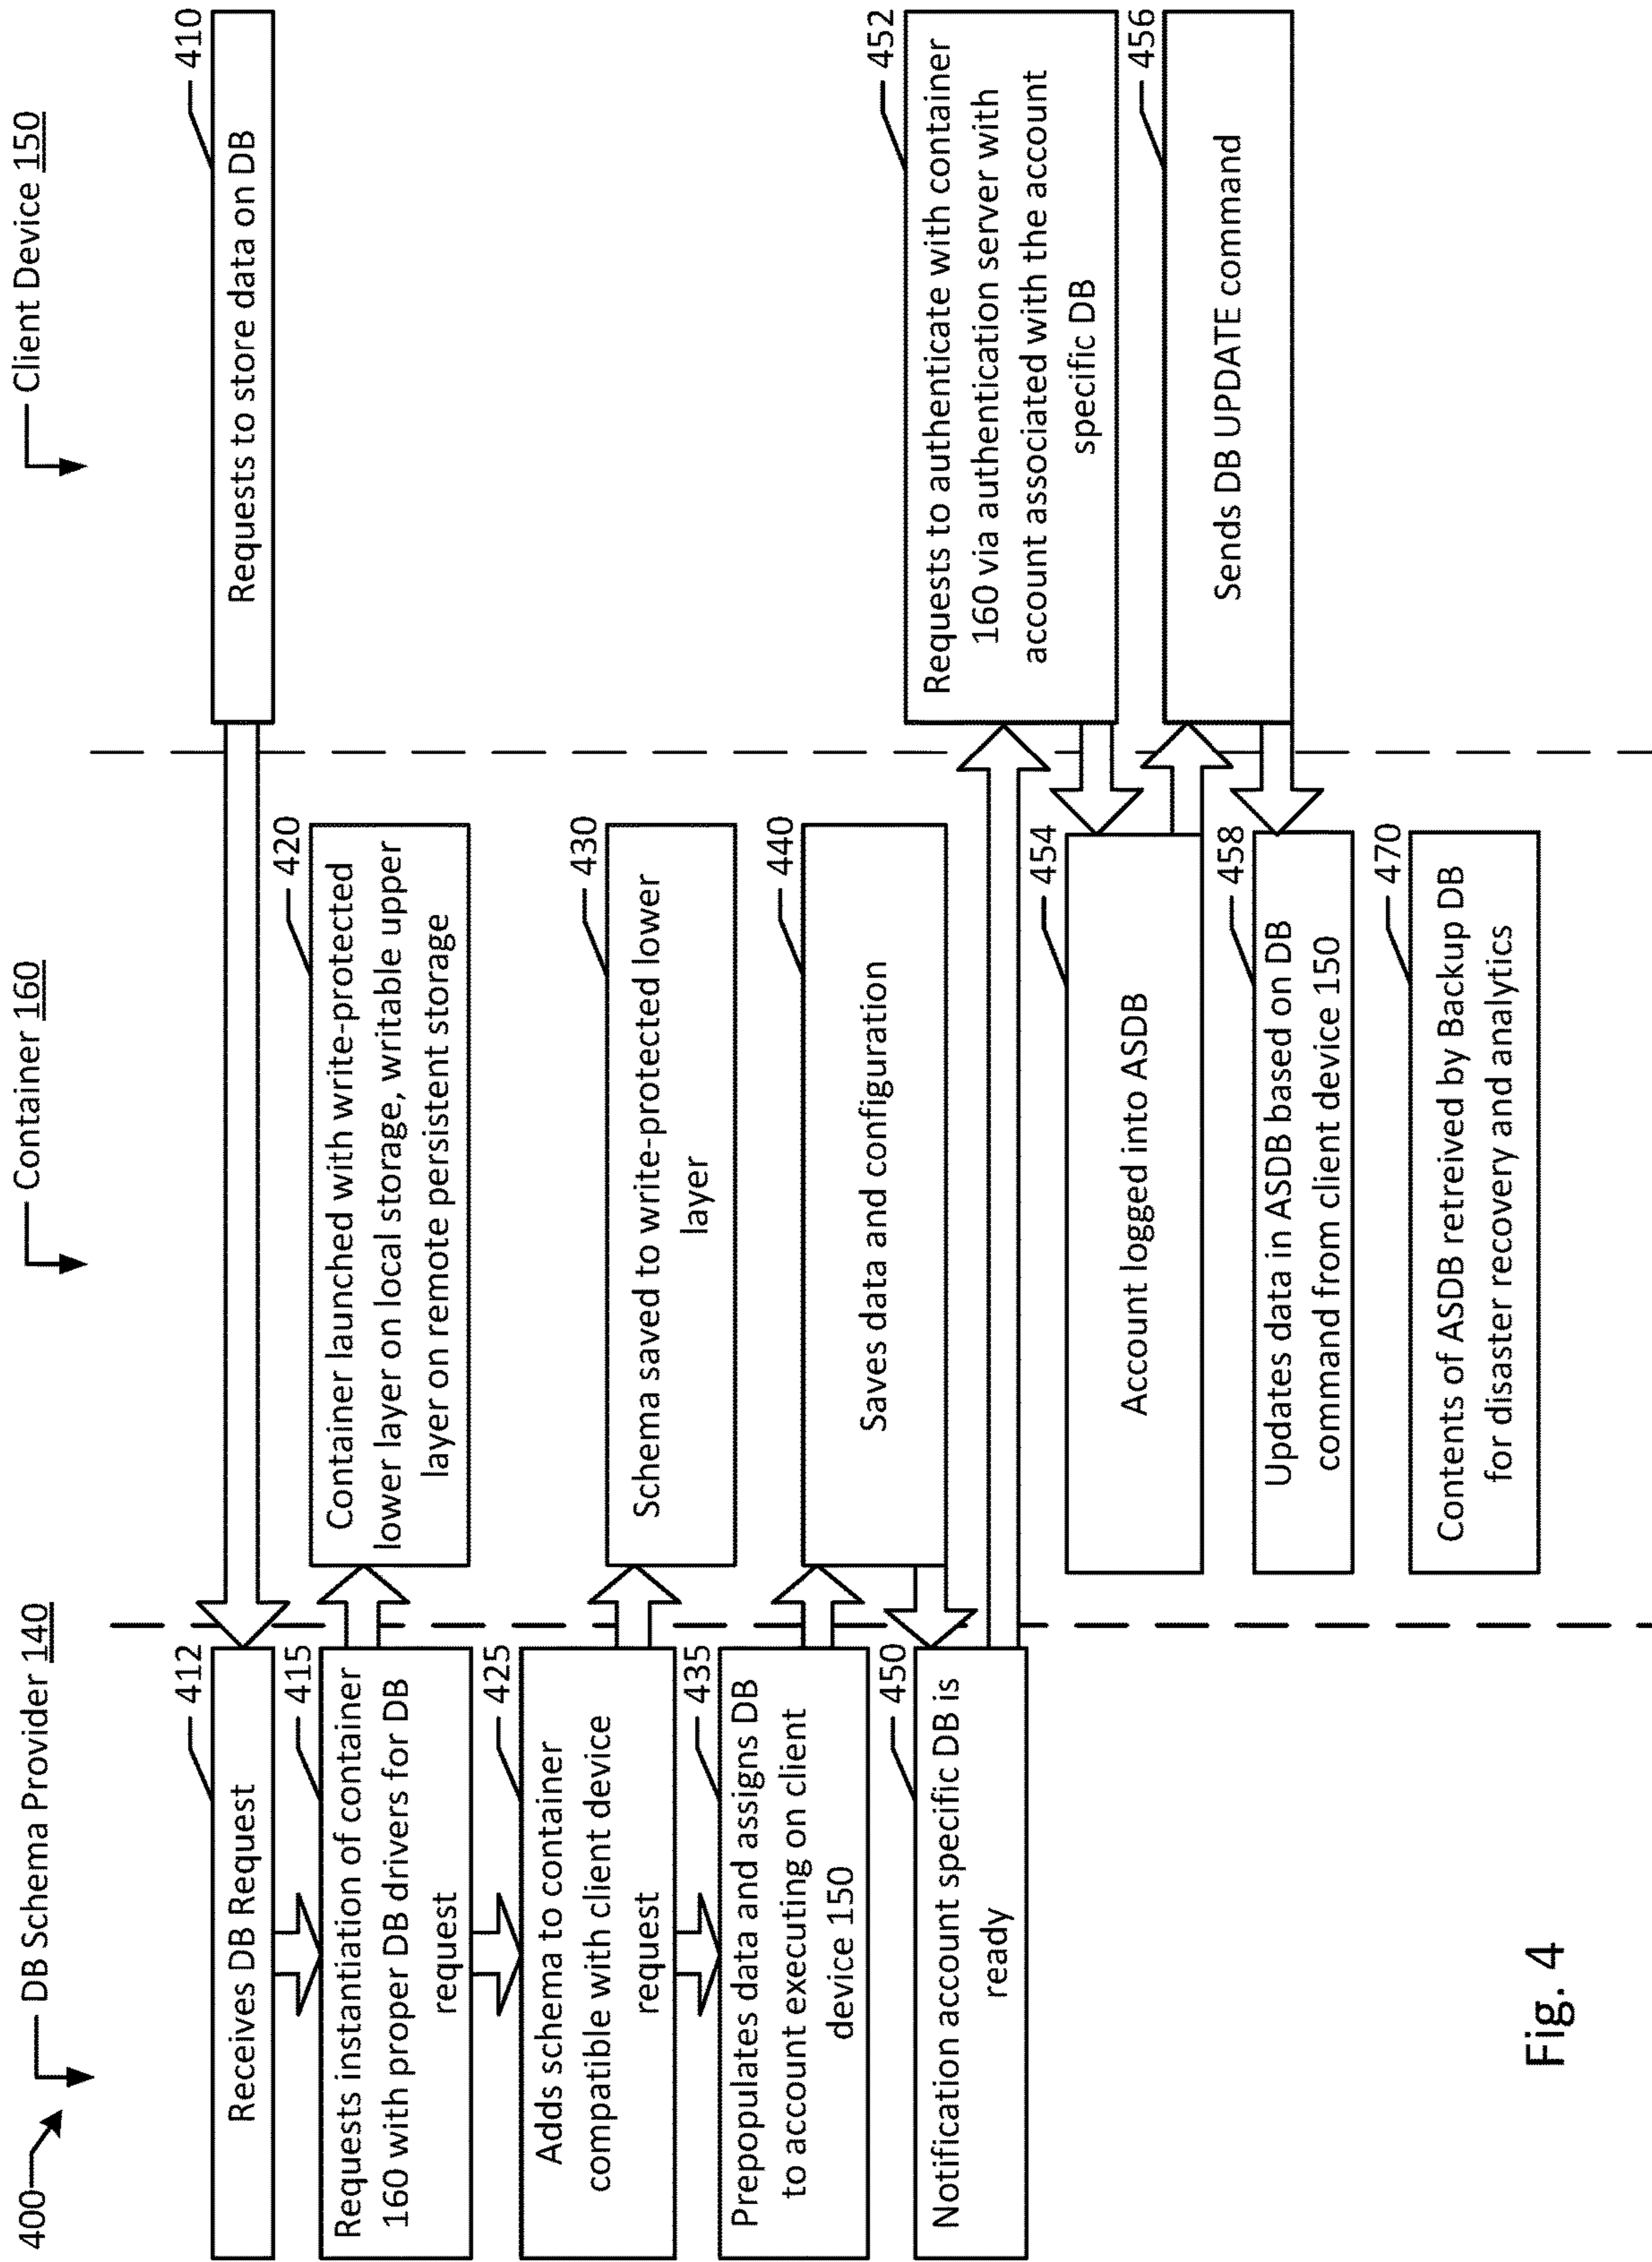 400
DB Schema Provider 140
Container 160
Client Device 150
410
Requests to store data on DB
412
Receives DB Request
415
Requests instantiation of container
160 with proper DB drivers for DB
request
420
Container launched with write-protected
lower layer on local storage, writable upper
layer on remote persistent storage
425
Adds schema to container
compatible with client device
request
430
Schema saved to write-protected lower
layer
435
Prepopulates data and assigns DB
to account executing on client
device 150
440
Saves data and configuration
450
Notification account specific DB is
ready
452
Requests to authenticate with container
160 via authentication server with
account associated with the account
specific DB
454
Account logged into ASDB
456
Sends DB UPDATE command
458
Updates data in ASDB based on DB
command from client device 150
470
Contents of ASDB retreived by Backup DB
for disaster recovery and analytics
Fig. 4